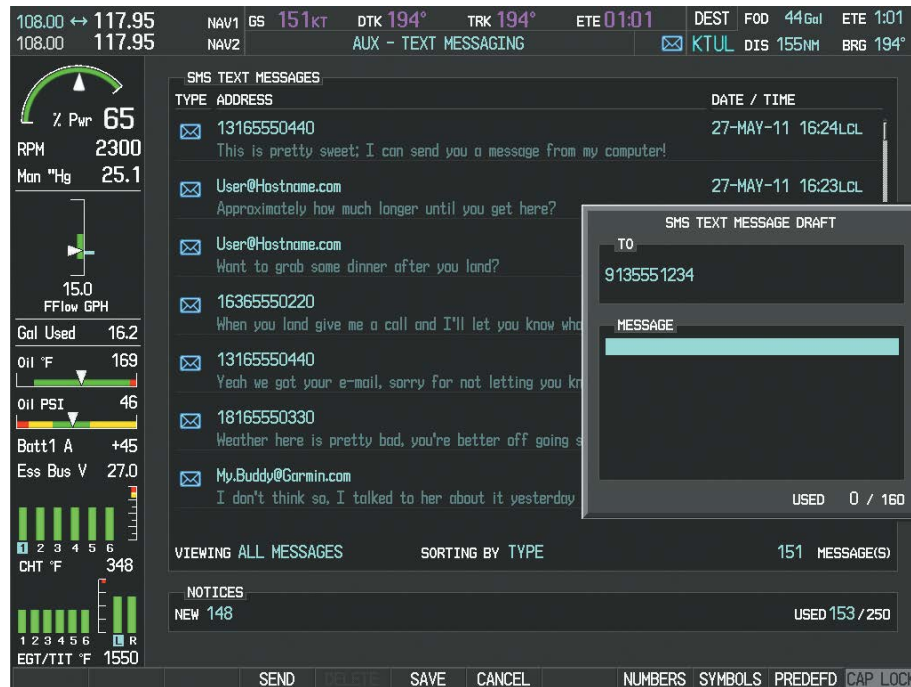 108.00 ↔ 117.95 NAV1 GS 151KT DTK 194° TRK 194° ETE 01:01 DEST FOD 44Gal ETE 1:01
108.00 117.95 NAV2 AUX - TEXT MESSAGING KTUL DIS 155NM BRG 194°
% Pwr 65
RPM 2300
Man "Hg 25.1
15.0
FFlow GPH
Gal Used 16.2
Oil °F 169
Oil PSI 46
Batt1 A +45
Ess Bus V 27.0
1 2 3 4 5 6
CHT °F 348
1 2 3 4 5 6 L R
EGT/TIT °F 1550
SMS TEXT MESSAGES
TYPE ADDRESS DATE / TIME
13165550440 27-MAY-11 16:24LCL
This is pretty sweet; I can send you a message from my computer!
User@Hostname.com 27-MAY-11 16:23LCL
Approximately how much longer until you get here?
User@Hostname.com
Want to grab some dinner after you land?
16365550220
When you land give me a call and I'll let you know
13165550440
Yeah we got your e-mail, sorry for not letting you
18165550330
Weather here is pretty bad, you're better off going
My.Buddy@Garmin.com
I don't think so, I talked to her about it yesterday
VIEWING ALL MESSAGES SORTING BY TYPE 151 MESSAGE(S)
NOTICES
NEW 148 USED 153 / 250
SMS TEXT MESSAGE DRAFT
TO
9135551234
MESSAGE
USED 0 / 160
SEND DELETE SAVE CANCEL NUMBERS SYMBOLS PREDEFD CAP LOCK